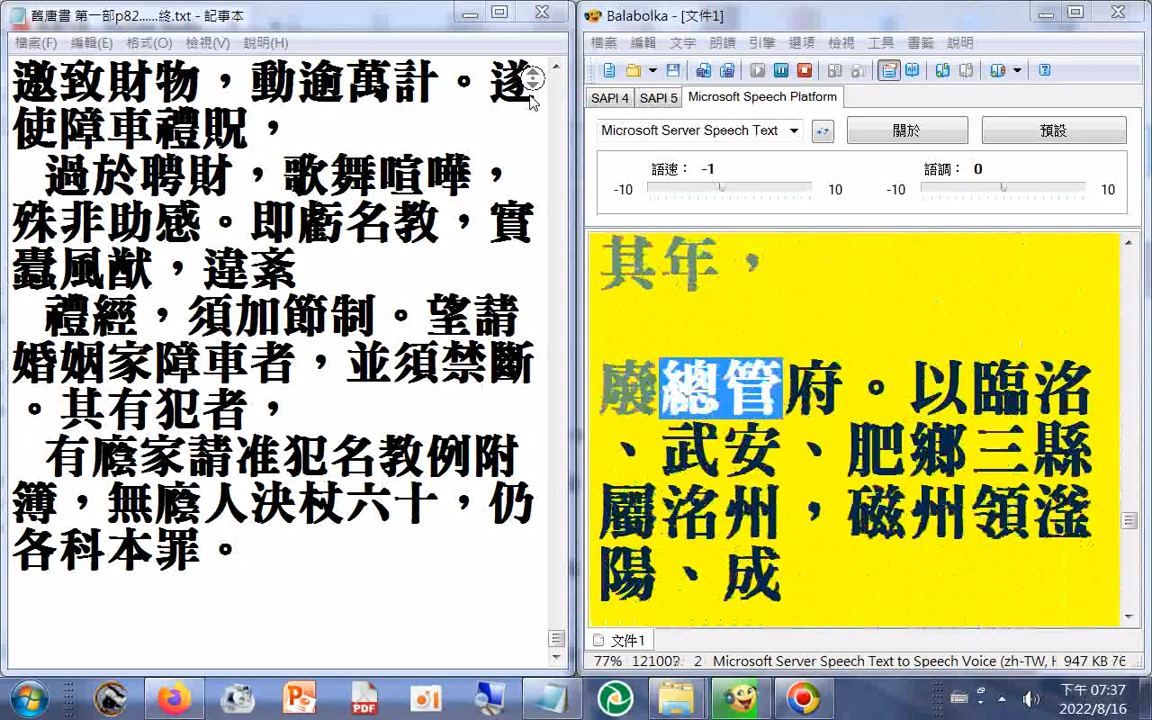 舊唐書 第一部p82......終.txt - 記事本
檔案(F) 編輯(E) 格式(O) 檢視(V) 說明(H)
邀致財物，動逾萬計。遂
使障車禮貺，
過於聘財，歌舞喧嘩，
殊非助感。即虧名教，實
蠹風猷，違紊
禮經，須加節制。望請
婚姻家障車者，並須禁斷
。其有犯者，
有廕家請准犯名教例附
簿，無廕人決杖六十，仍
各科本罪。
Balabolka - [文件1]
檔案 編輯 文字 朗讀 引擎 選項 檢視 工具 書籤 說明
SAPI 4 SAPI 5 Microsoft Speech Platform
Microsoft Server Speech Text 關於 預設
語速： -1 語調： 0
-10 10 -10 10
其年，
廢總管府。以臨洺
、武安、肥鄉三縣
屬洺州，磁州領滏
陽、成
文件1
77% 2 Microsoft Server Speech Text to Speech Voice (zh-TW, H 947 KB 76
PDF
下午 07:37
2022/8/16